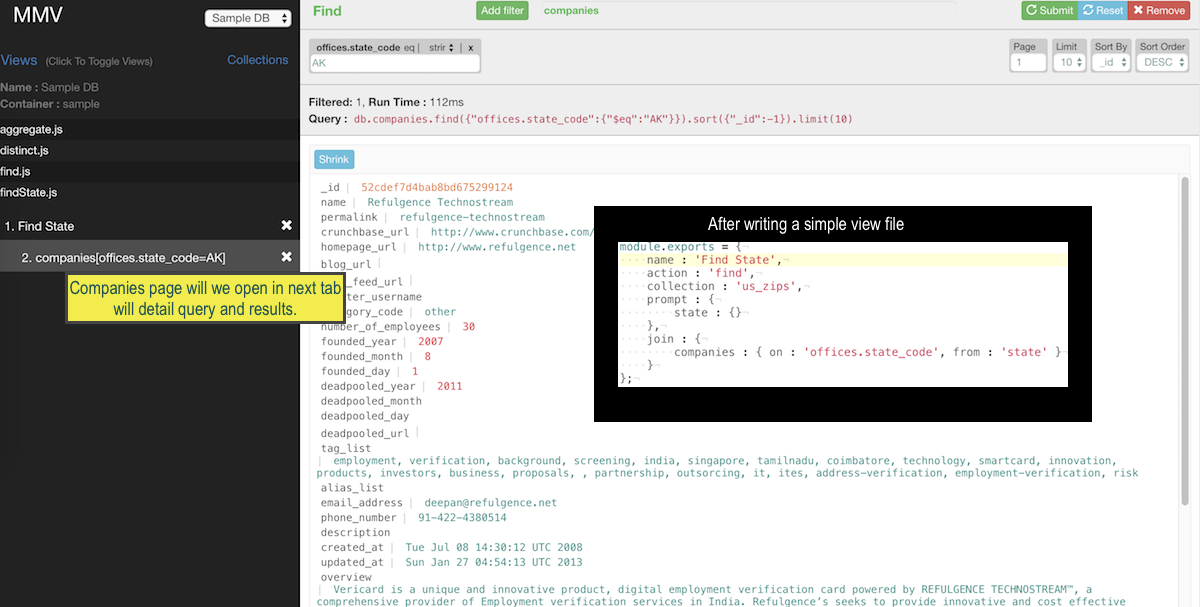 MMV
Sample DB
Views (Click To Toggle Views) Collections
Name : Sample DB
Container : sample
aggregate.js
distinct.js
find.js
findState.js
1. Find State ✖
2. companies[offices.state_code=AK] ✖
Companies page will we open in next tab
will detail query and results.
Find Add filter companies Submit Reset Remove
offices.state_code eq | strir | x
AK
Page Limit Sort By Sort Order
1 10 _id DESC
Filtered: 1, Run Time : 112ms
Query : db.companies.find({"offices.state_code":{"$eq":"AK"}}).sort({"_id":-1}).limit(10)
Shrink
_id | 52cdef7d4bab8bd675299124
name | Refulgence Technostream
permalink | refulgence-technostream
crunchbase_url | http://www.crunchbase.com/
homepage_url | http://www.refulgence.net
blog_url |
_feed_url |
ter_username
egory_code | other
number_of_employees | 30
founded_year | 2007
founded_month | 8
founded_day | 1
deadpooled_year | 2011
deadpooled_month
deadpooled_day
deadpooled_url |
tag_list
| employment, verification, background, screening, india, singapore, tamilnadu, coimbatore, technology, smartcard, innovation,
products, investors, business, proposals, , partnership, outsorcing, it, ites, address-verification, employment-verification, risk
alias_list
email_address | deepan@refulgence.net
phone_number | 91-422-4380514
description
created_at | Tue Jul 08 14:30:12 UTC 2008
updated_at | Sun Jan 27 04:54:13 UTC 2013
overview
| Vericard is a unique and innovative product, digital employment verification card powered by REFULGENCE TECHNOSTREAM™, a
comprehensive provider of Employment verification services in India. Refulgence's seeks to provide innovative and cost effective
After writing a simple view file
module.exports = {¬
····name : 'Find State',¬
····action : 'find',¬
····collection : 'us_zips',¬
····prompt : {¬
········state : {}¬
····},¬
····join : {¬
········companies : { on : 'offices.state_code', from : 'state' }¬
····}¬
};¬